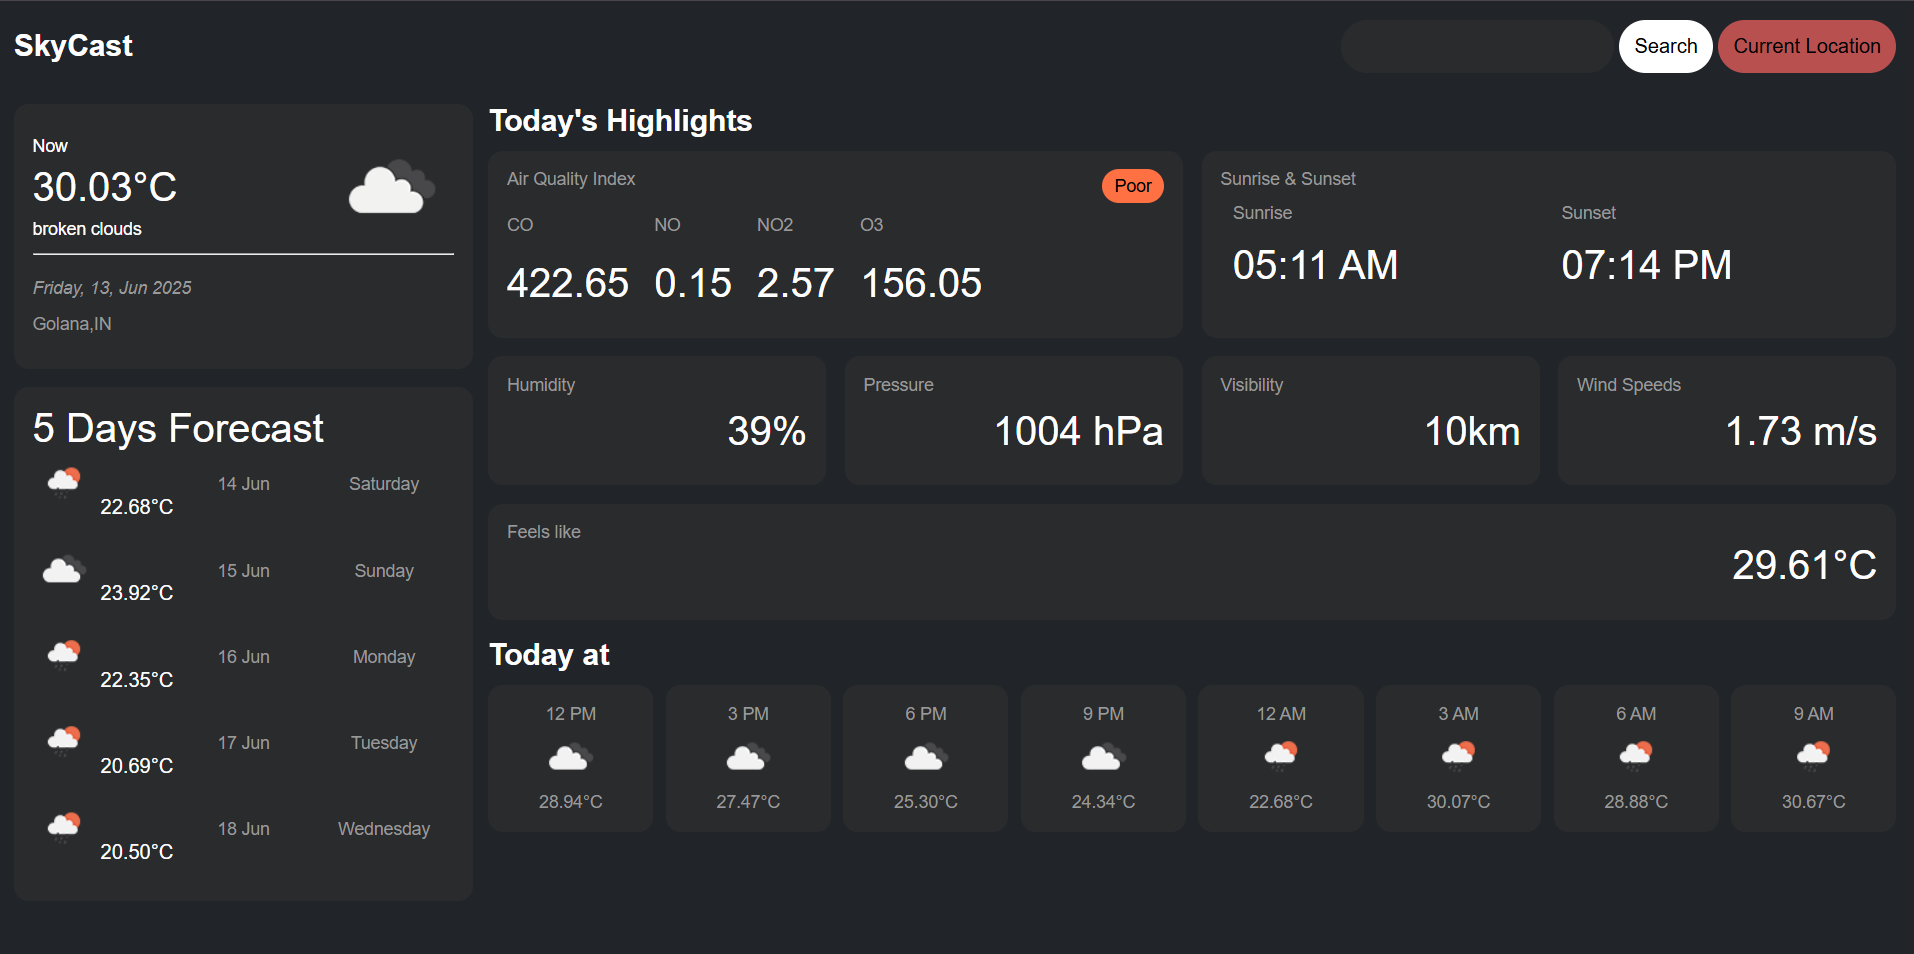 SkyCast
Search
Current Location
Now
30.03°C
broken clouds
Friday, 13, Jun 2025
Golana,IN
5 Days Forecast
22.68°C 14 Jun Saturday
23.92°C 15 Jun Sunday
22.35°C 16 Jun Monday
20.69°C 17 Jun Tuesday
20.50°C 18 Jun Wednesday
Today's Highlights
Air Quality Index
Poor
CO NO NO2 O3
422.65 0.15 2.57 156.05
Sunrise & Sunset
Sunrise Sunset
05:11 AM 07:14 PM
Humidity
39%
Pressure
1004 hPa
Visibility
10km
Wind Speeds
1.73 m/s
Feels like
29.61°C
Today at
12 PM 3 PM 6 PM 9 PM 12 AM 3 AM 6 AM 9 AM
28.94°C 27.47°C 25.30°C 24.34°C 22.68°C 30.07°C 28.88°C 30.67°C